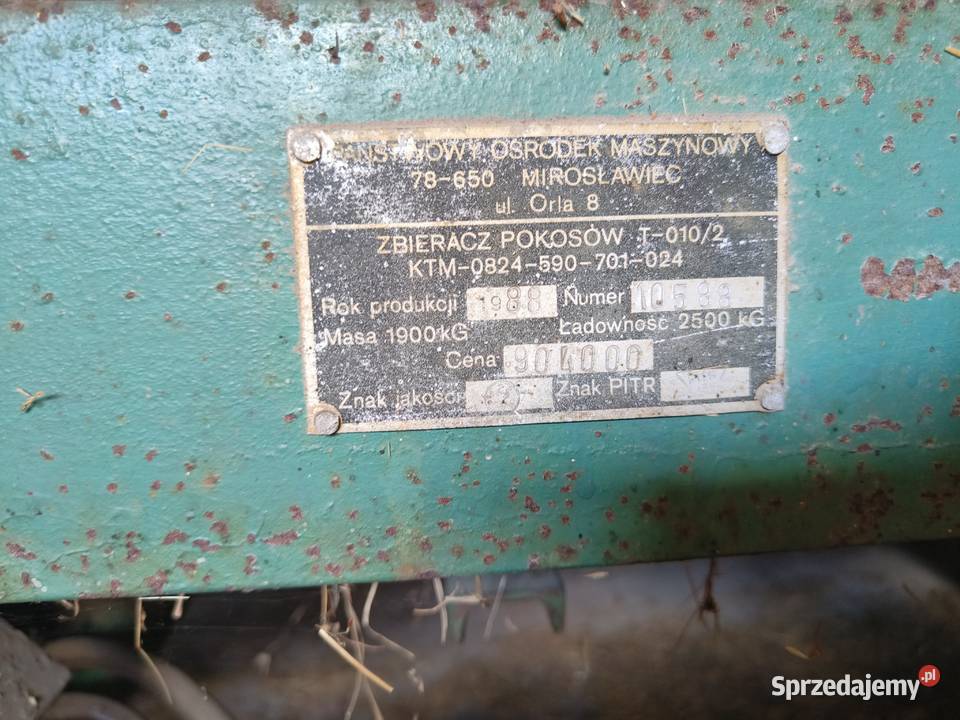 PAŃSTWOWY OŚRODEK MASZYNOWY
78-650 MIROSŁAWIEC
ul. Orla 8
ZBIERACZ POKOSÓW T-010/2
KTM-0824-590-701-024
Rok produkcji 1988 Numer
Masa 1900 kG Ładowność 2500 kG
Cena 904000
Znak jakości Znak PITR
Sprzedajemy.pl